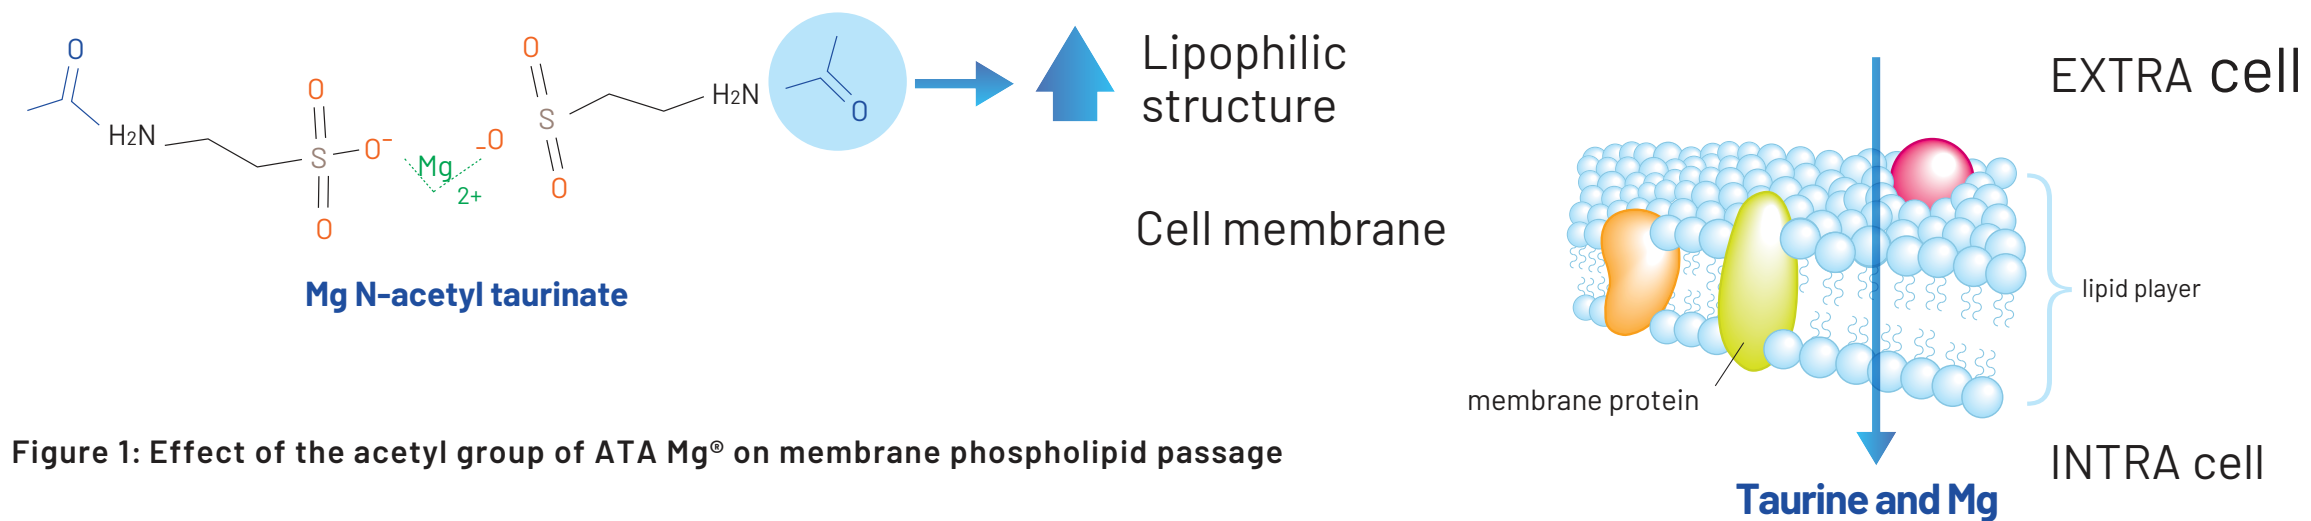 O
H2N
O
S
O⁻
O
Mg
2+
-O
O
S
O
H2N
O
Mg N-acetyl taurinate
Lipophilic
structure
Cell membrane
EXTRA cell
lipid player
membrane protein
INTRA cell
Taurine and Mg
Figure 1: Effect of the acetyl group of ATA Mg® on membrane phospholipid passage